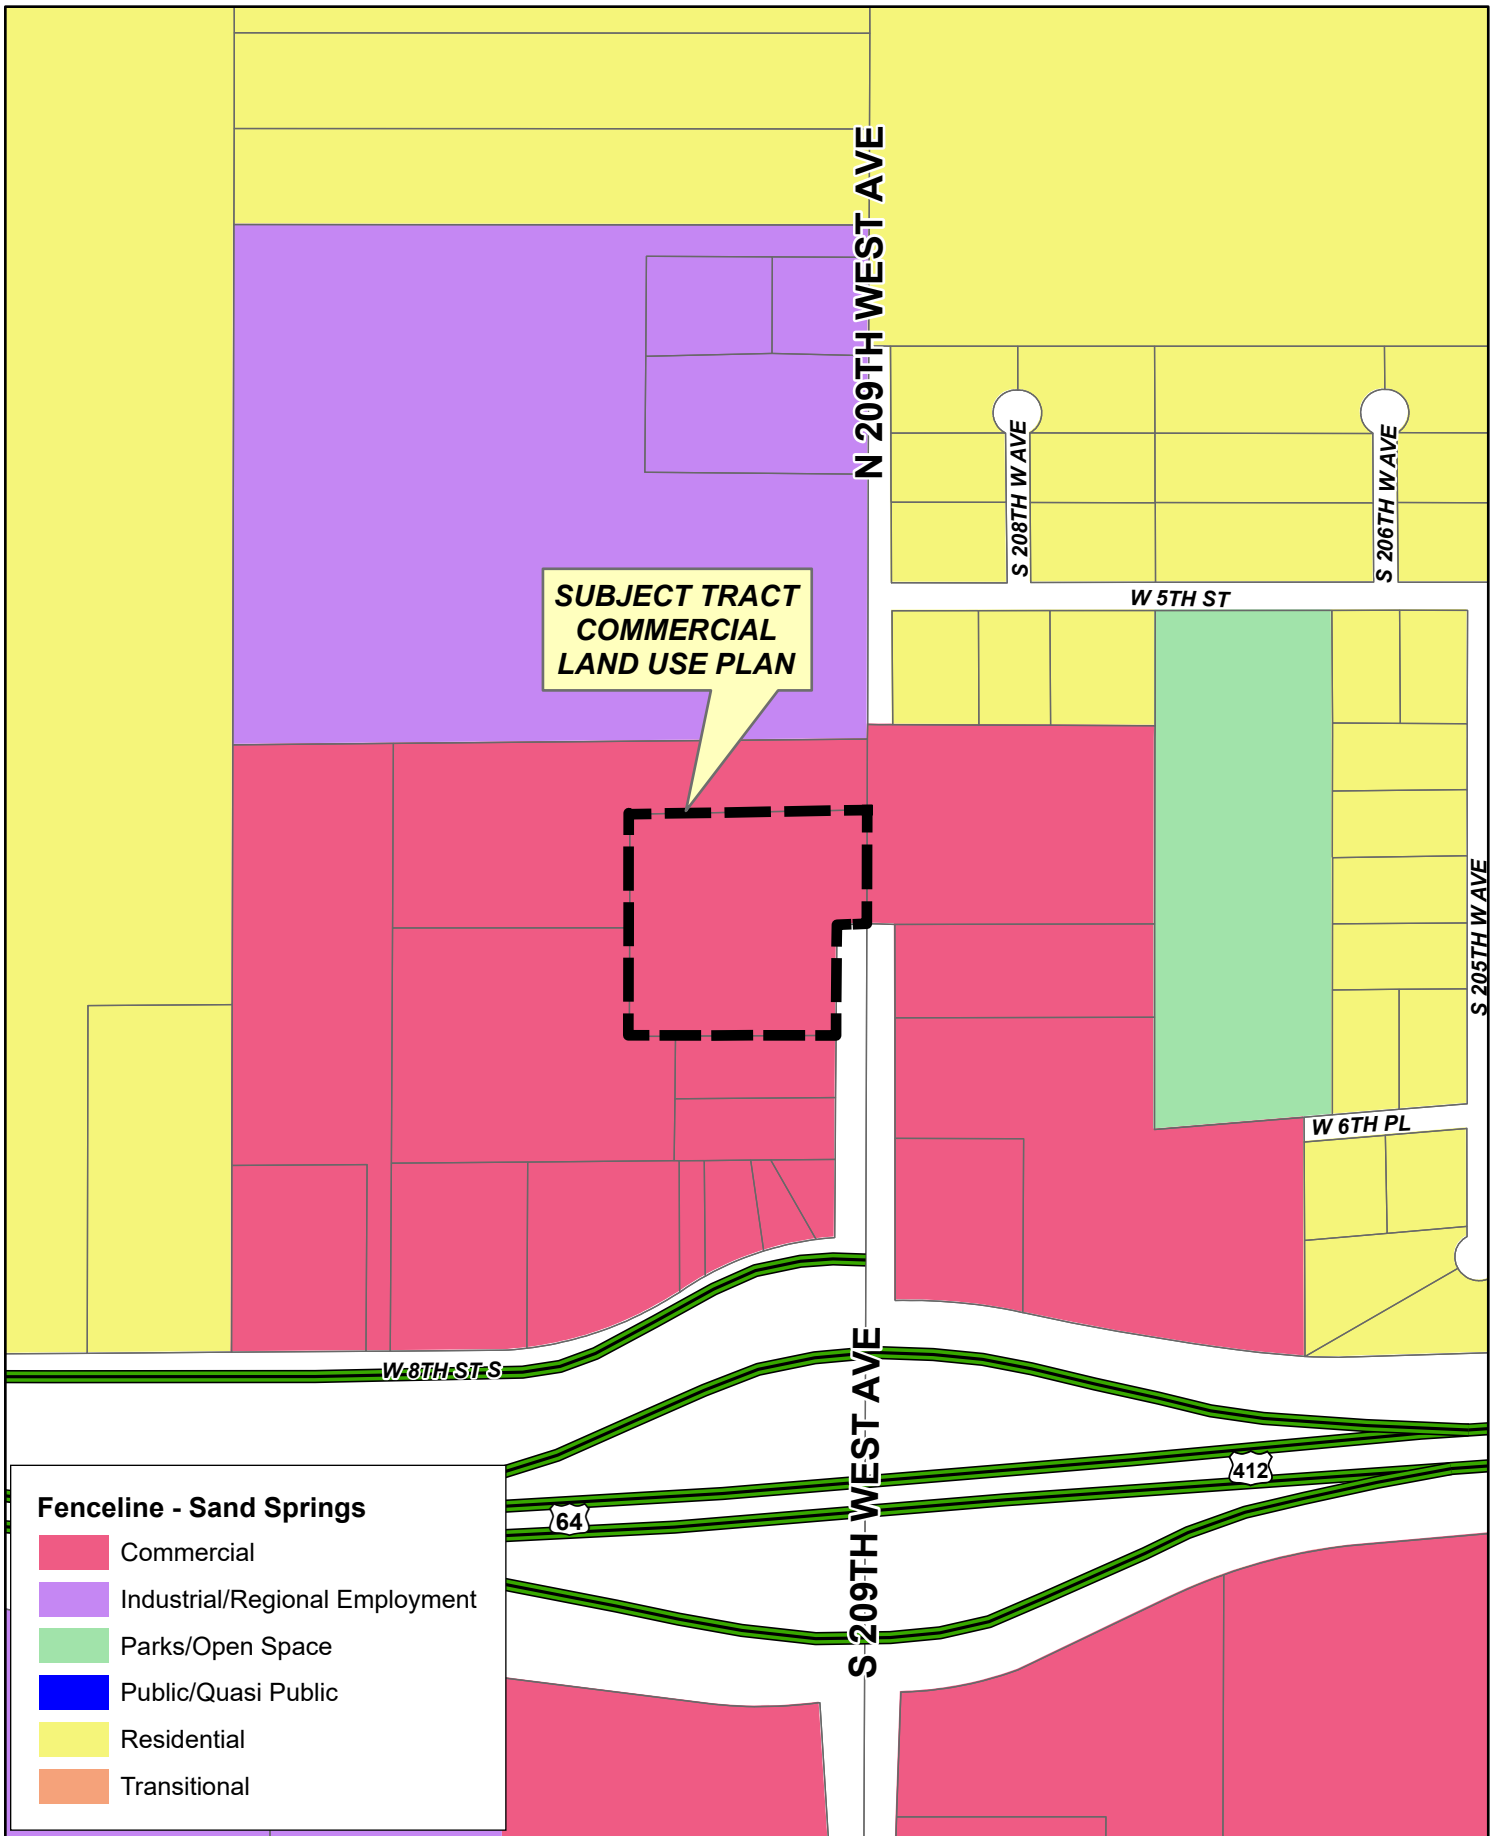 N 209TH WEST AVE
S 208TH W AVE
S 206TH W AVE
SUBJECT TRACT
COMMERCIAL
LAND USE PLAN
W 5TH ST
S 205TH W AVE
W 6TH PL
W 8TH ST S
S 209TH WEST AVE
412
64
Fenceline - Sand Springs
Commercial
Industrial/Regional Employment
Parks/Open Space
Public/Quasi Public
Residential
Transitional